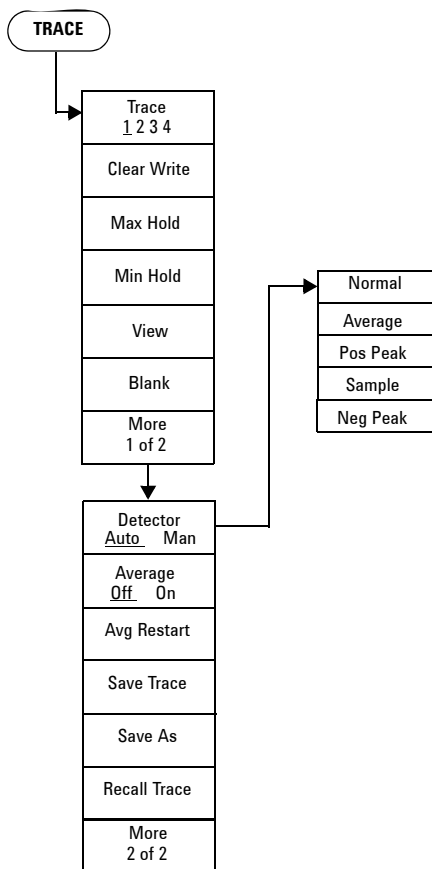 TRACE
Trace
1 2 3 4
Clear Write
Max Hold
Min Hold
View
Blank
More
1 of 2
Detector
Auto Man
Average
Off On
Avg Restart
Save Trace
Save As
Recall Trace
More
2 of 2
Normal
Average
Pos Peak
Sample
Neg Peak